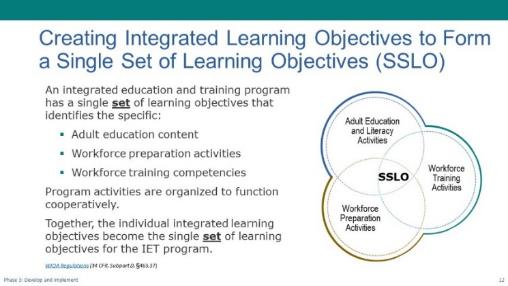 Creating Integrated Learning Objectives to Form
a Single Set of Learning Objectives (SSLO)
An integrated education and training program
has a single set of learning objectives that
identifies the specific:
▪ Adult education content
▪ Workforce preparation activities
▪ Workforce training competencies
Program activities are organized to function
cooperatively.
Together, the individual integrated learning
objectives become the single set of learning
objectives for the IET program.
WIOA Regulations (34 CFR, Subpart D, §463.37)
Adult Education
and Literacy
Activities
SSLO
Workforce
Training
Activities
Workforce
Preparation
Activities
Phase 3: Develop and Implement
12